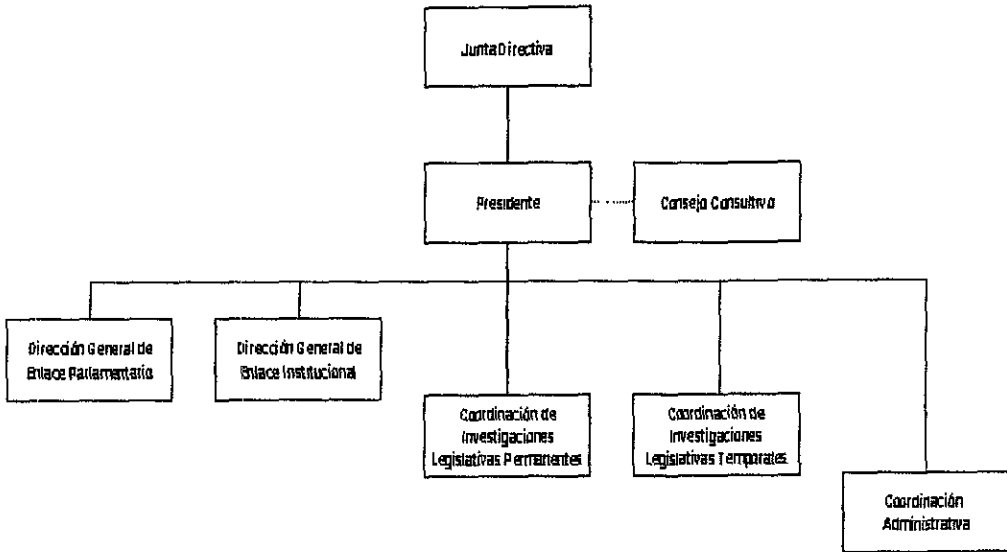 Junta Directiva
Presidente
Consejo Consultivo
Dirección General de
Enlace Parlamentario
Dirección General de
Enlace Institucional
Coordinación de
Investigaciones
Legislativas Permanentes
Coordinación de
Investigaciones
Legislativas Temporales
Coordinación
Administrativa